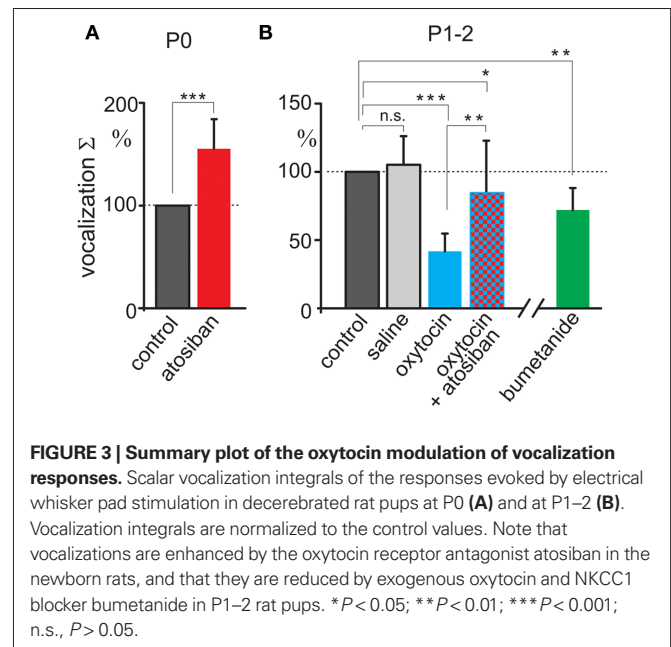 A
P0
B
P1-2
200
%
100
0
vocalization Σ
***
control
atosiban
150
%
100
50
0
n.s.
***
*
**
**
control
saline
oxytocin
oxytocin
+ atosiban
bumetanide
FIGURE 3 | Summary plot of the oxytocin modulation of vocalization
responses. Scalar vocalization integrals of the responses evoked by electrical
whisker pad stimulation in decerebrated rat pups at P0 (A) and at P1–2 (B).
Vocalization integrals are normalized to the control values. Note that
vocalizations are enhanced by the oxytocin receptor antagonist atosiban in the
newborn rats, and that they are reduced by exogenous oxytocin and NKCC1
blocker bumetanide in P1–2 rat pups. *P < 0.05; **P < 0.01; ***P < 0.001;
n.s., P > 0.05.